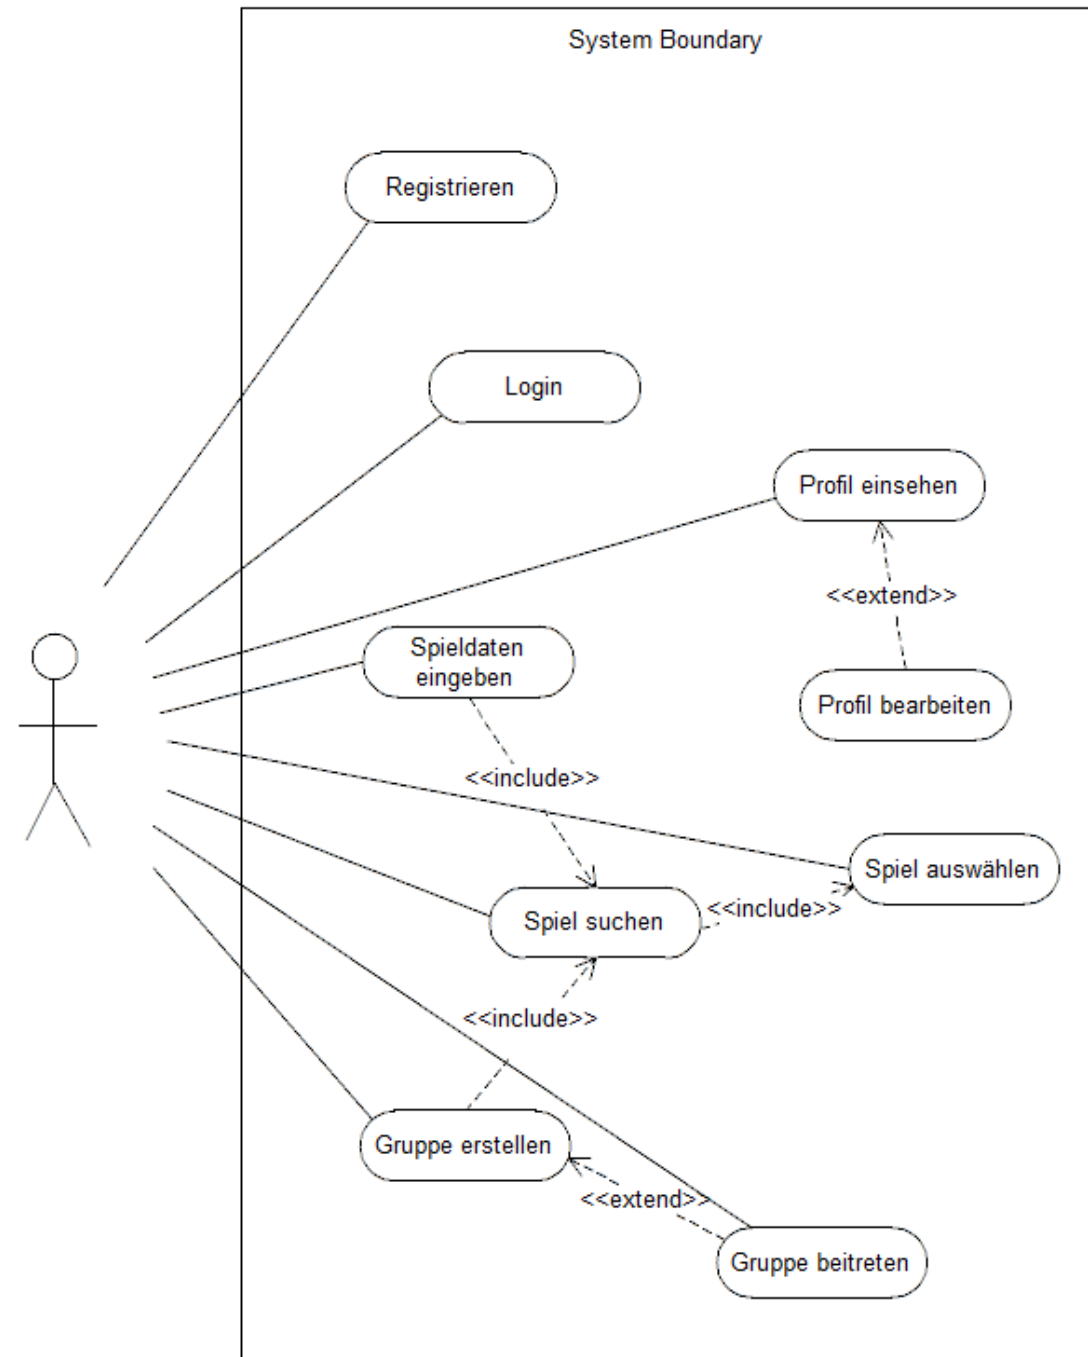 System Boundary
Registrieren
Login
Profil einsehen
<<extend>>
Spieldaten
eingeben
Profil bearbeiten
<<include>>
Spiel auswählen
<<include>>
Spiel suchen
<<include>>
Gruppe erstellen
<<extend>>
Gruppe beitreten